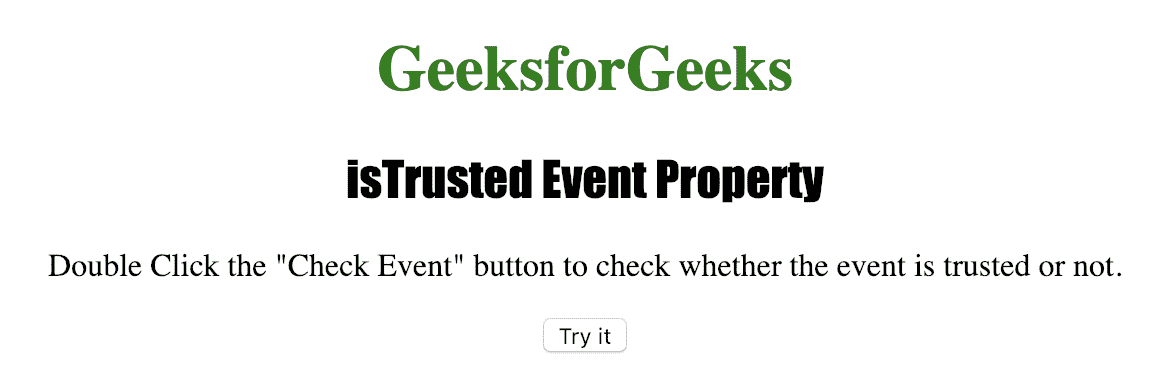 GeeksforGeeks
isTrusted Event Property
Double Click the "Check Event" button to check whether the event is trusted or not.
Try it